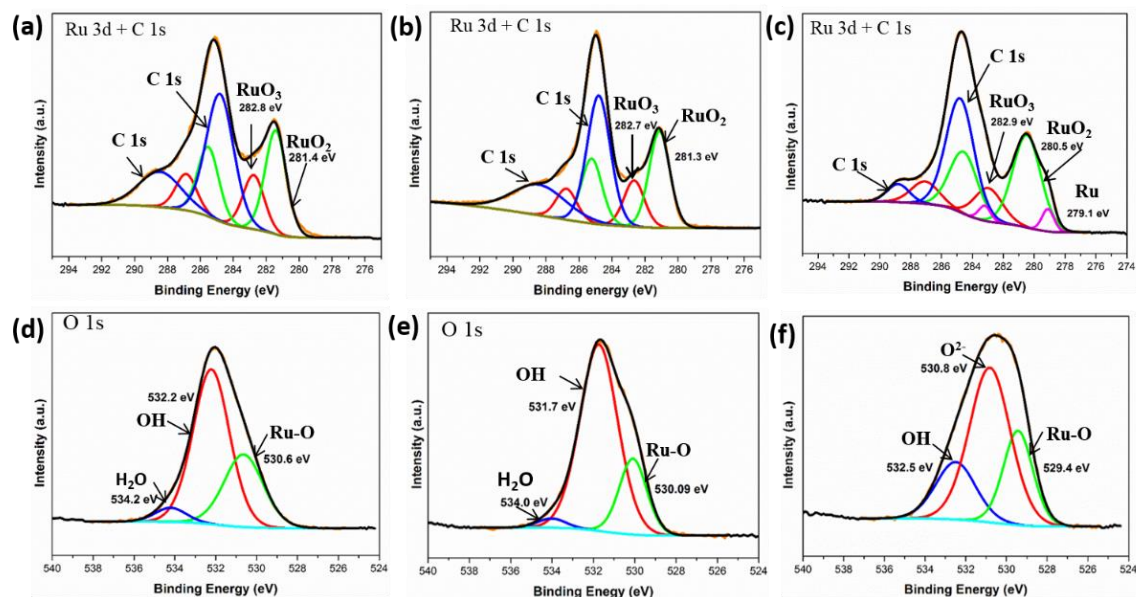 (a)
Ru 3d + C 1s
C 1s
C 1s
RuO3
282.8 eV
RuO2
281.4 eV
Intensity (a.u.)
294 292 290 288 286 284 282 280 278 276
Binding Energy (eV)
(b)
Ru 3d + C 1s
C 1s
C 1s
RuO3
282.7 eV
RuO2
281.3 eV
Intensity (a.u.)
294 292 290 288 286 284 282 280 278 276
Binding energy (eV)
(c)
Ru 3d + C 1s
C 1s
C 1s
RuO3
282.9 eV
RuO2
280.5 eV
Ru
279.1 eV
Intensity (a.u.)
294 292 290 288 286 284 282 280 278 276 274
Binding Energy (eV)
(d)
O 1s
532.2 eV
OH
Ru-O
530.6 eV
H2O
534.2 eV
Intensity (a.u.)
540 538 536 534 532 530 528 526 524
Binding Energy (eV)
(e)
O 1s
OH
531.7 eV
Ru-O
530.09 eV
H2O
534.0 eV
Intensity (a.u.)
540 538 536 534 532 530 528 526 524
Binding Energy (eV)
(f)
O2-
530.8 eV
OH
532.5 eV
Ru-O
529.4 eV
Intensity (a.u.)
540 538 536 534 532 530 528 526 524
Binding Energy (eV)